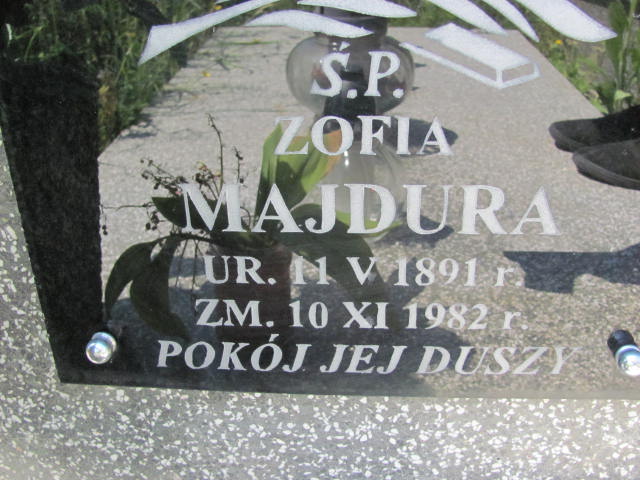 Ś.P.
ZOFIA
MAJDURA
UR. 11 V 1891 r.
ZM. 10 XI 1982 r.
POKÓJ JEJ DUSZY